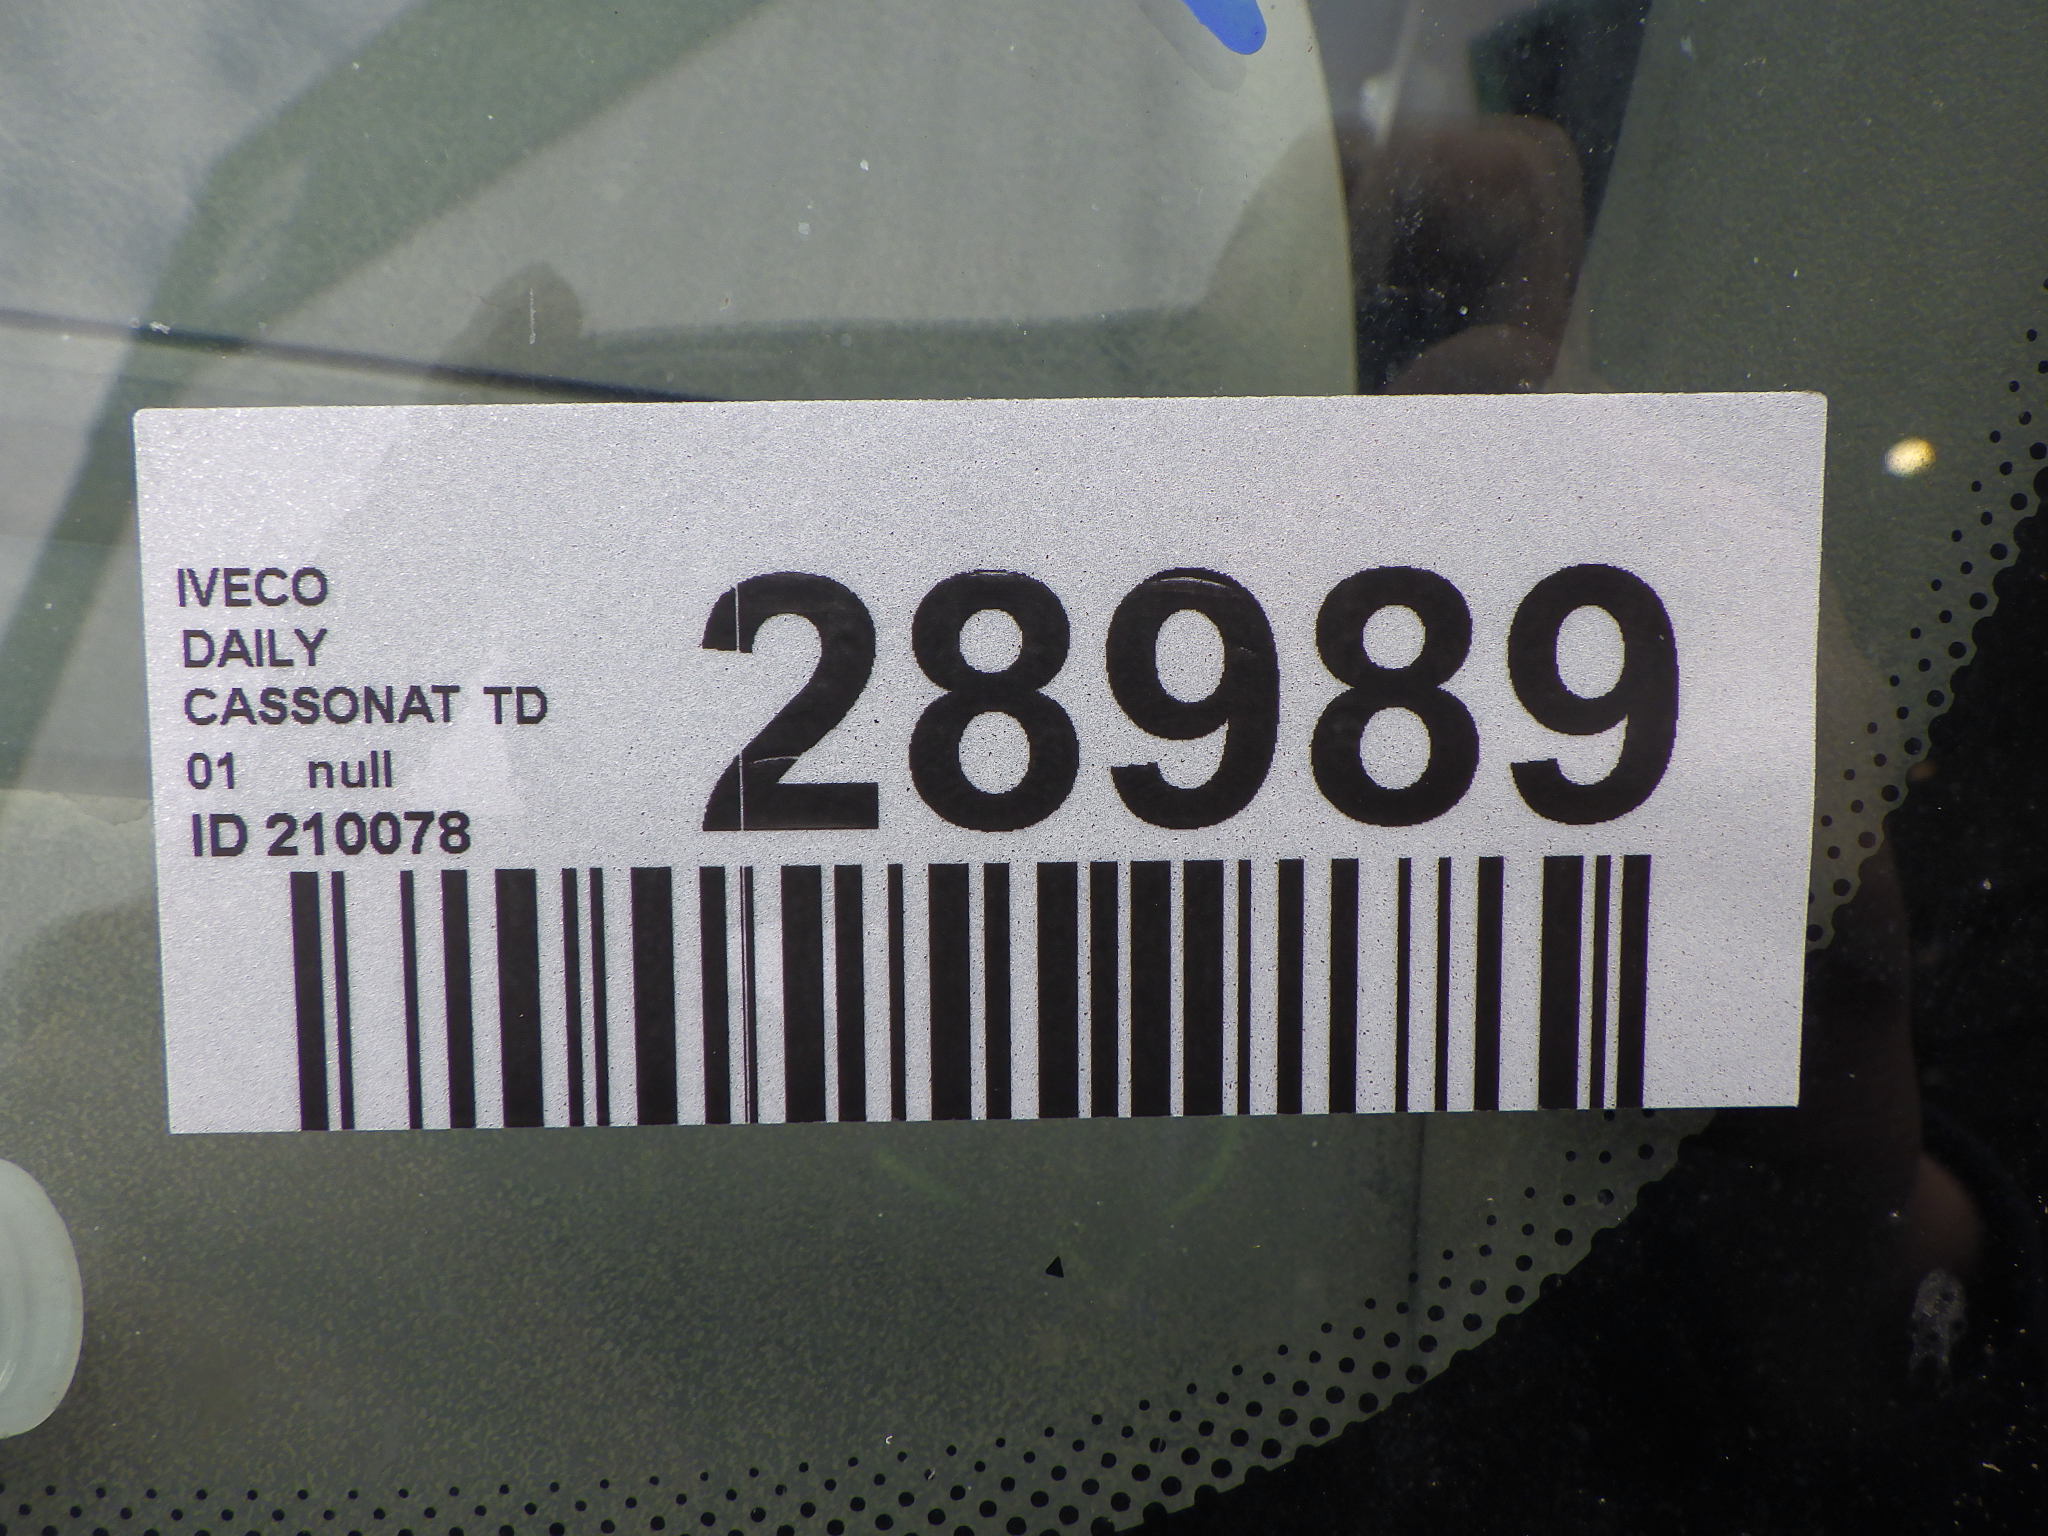 IVECO
DAILY
CASSONAT TD
01 null
ID 210078
28989